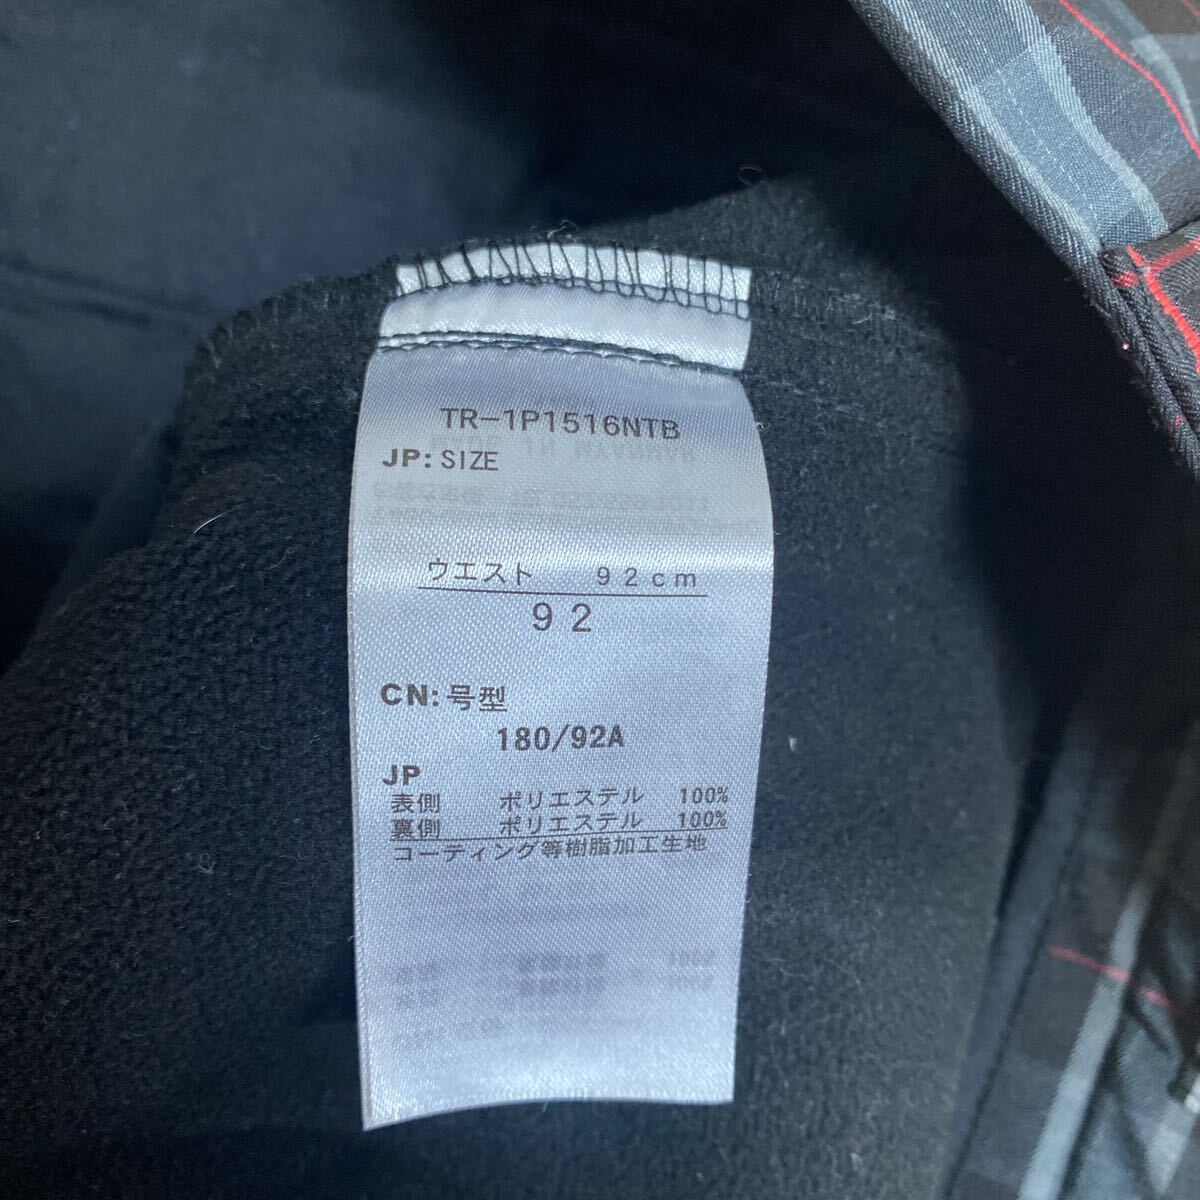 TR-1P1516NTB
JP: SIZE
ウエスト 92cm
92
CN: 号型
180/92A
JP
表側 ポリエステル 100%
裏側 ポリエステル 100%
コーティング等樹脂加工生地